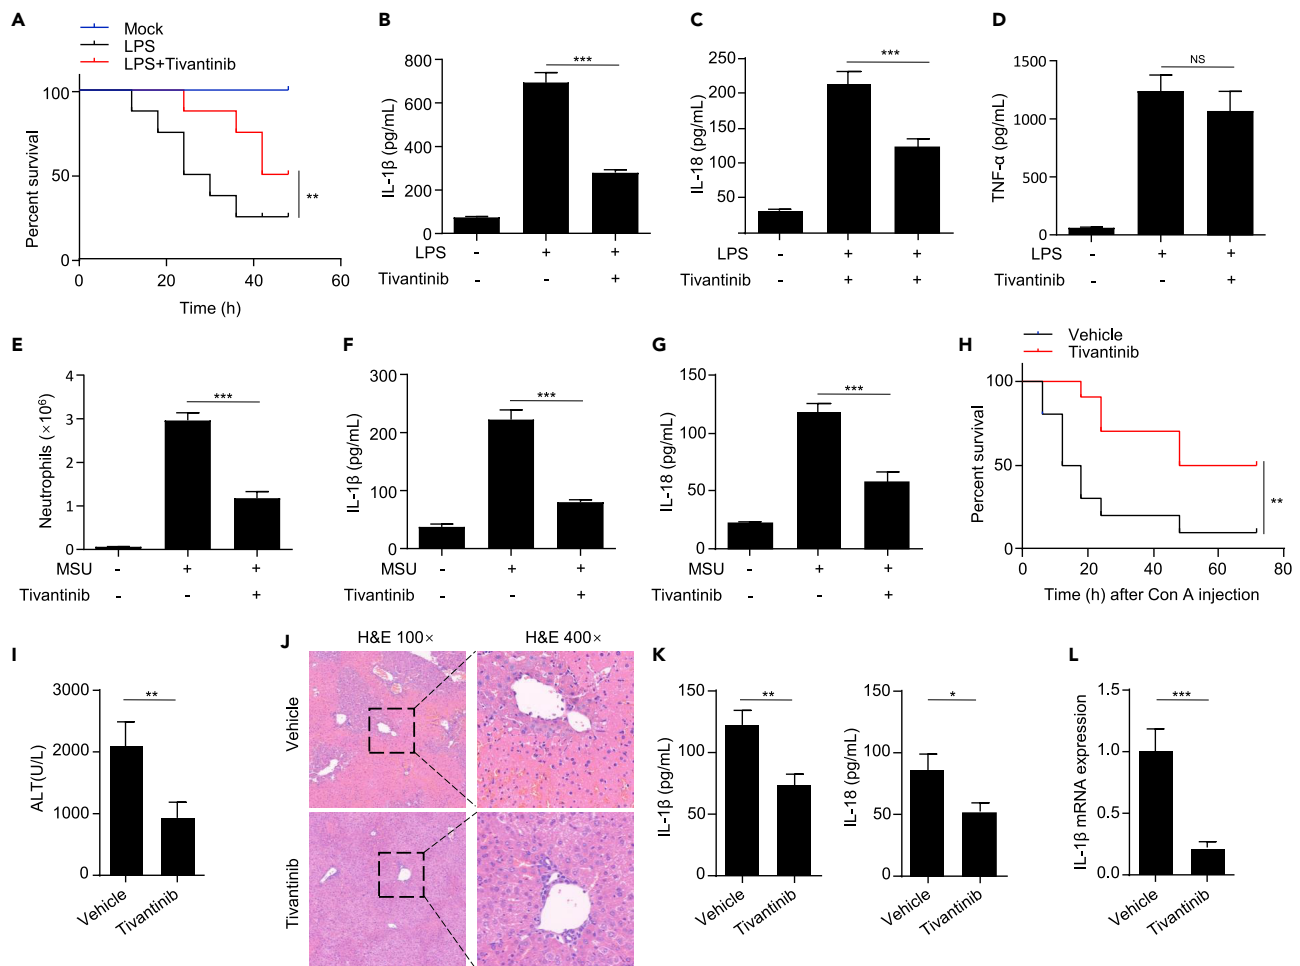 A
Mock
LPS
LPS+Tivantinib
100
50
0
Percent survival
0 20 40 60
Time (h)
**
B
800
600
400
200
0
IL-1β (pg/mL)
***
LPS - + +
Tivantinib - - +
C
250
200
150
100
50
IL-18 (pg/mL)
***
LPS - + +
Tivantinib - + +
D
1500
1000
500
0
TNF-α (pg/mL)
NS
LPS - + +
Tivantinib - - +
E
4
3
2
1
0
Neutrophils (×10⁶)
***
MSU - + +
Tivantinib - - +
F
300
200
100
0
IL-1β (pg/mL)
***
MSU - + +
Tivantinib - - +
G
150
100
50
0
IL-18 (pg/mL)
***
MSU - + +
Tivantinib - - +
H
Vehicle
Tivantinib
100
50
0
Percent survival
0 20 40 60 80
Time (h) after Con A injection
**
I
3000
2000
1000
0
ALT(U/L)
**
Vehicle
Tivantinib
J
H&E 100× H&E 400×
Vehicle
Tivantinib
K
150
100
50
0
IL-1β (pg/mL)
**
Vehicle
Tivantinib
150
100
50
0
IL-18 (pg/mL)
*
Vehicle
Tivantinib
L
1.5
1.0
0.5
0.0
IL-1β mRNA expression
***
Vehicle
Tivantinib